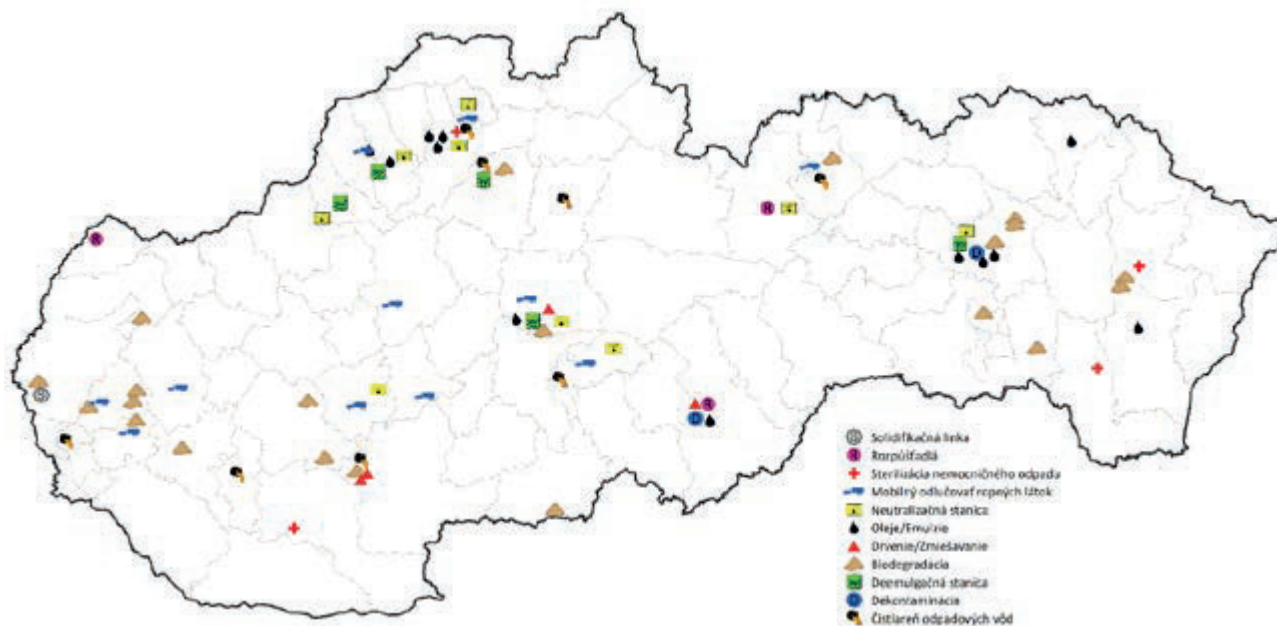 Solidifikačná linka
Rozpúšťadlá
Sterilizácia nemocničného odpadu
Mobilný odlučovač ropných látok
Neutralizačná stanica
Oleje/Emulzie
Drvenie/Zmiešavanie
Biodegradácia
Deemulgačná stanica
Dekontaminácia
Čistiareň odpadových vôd